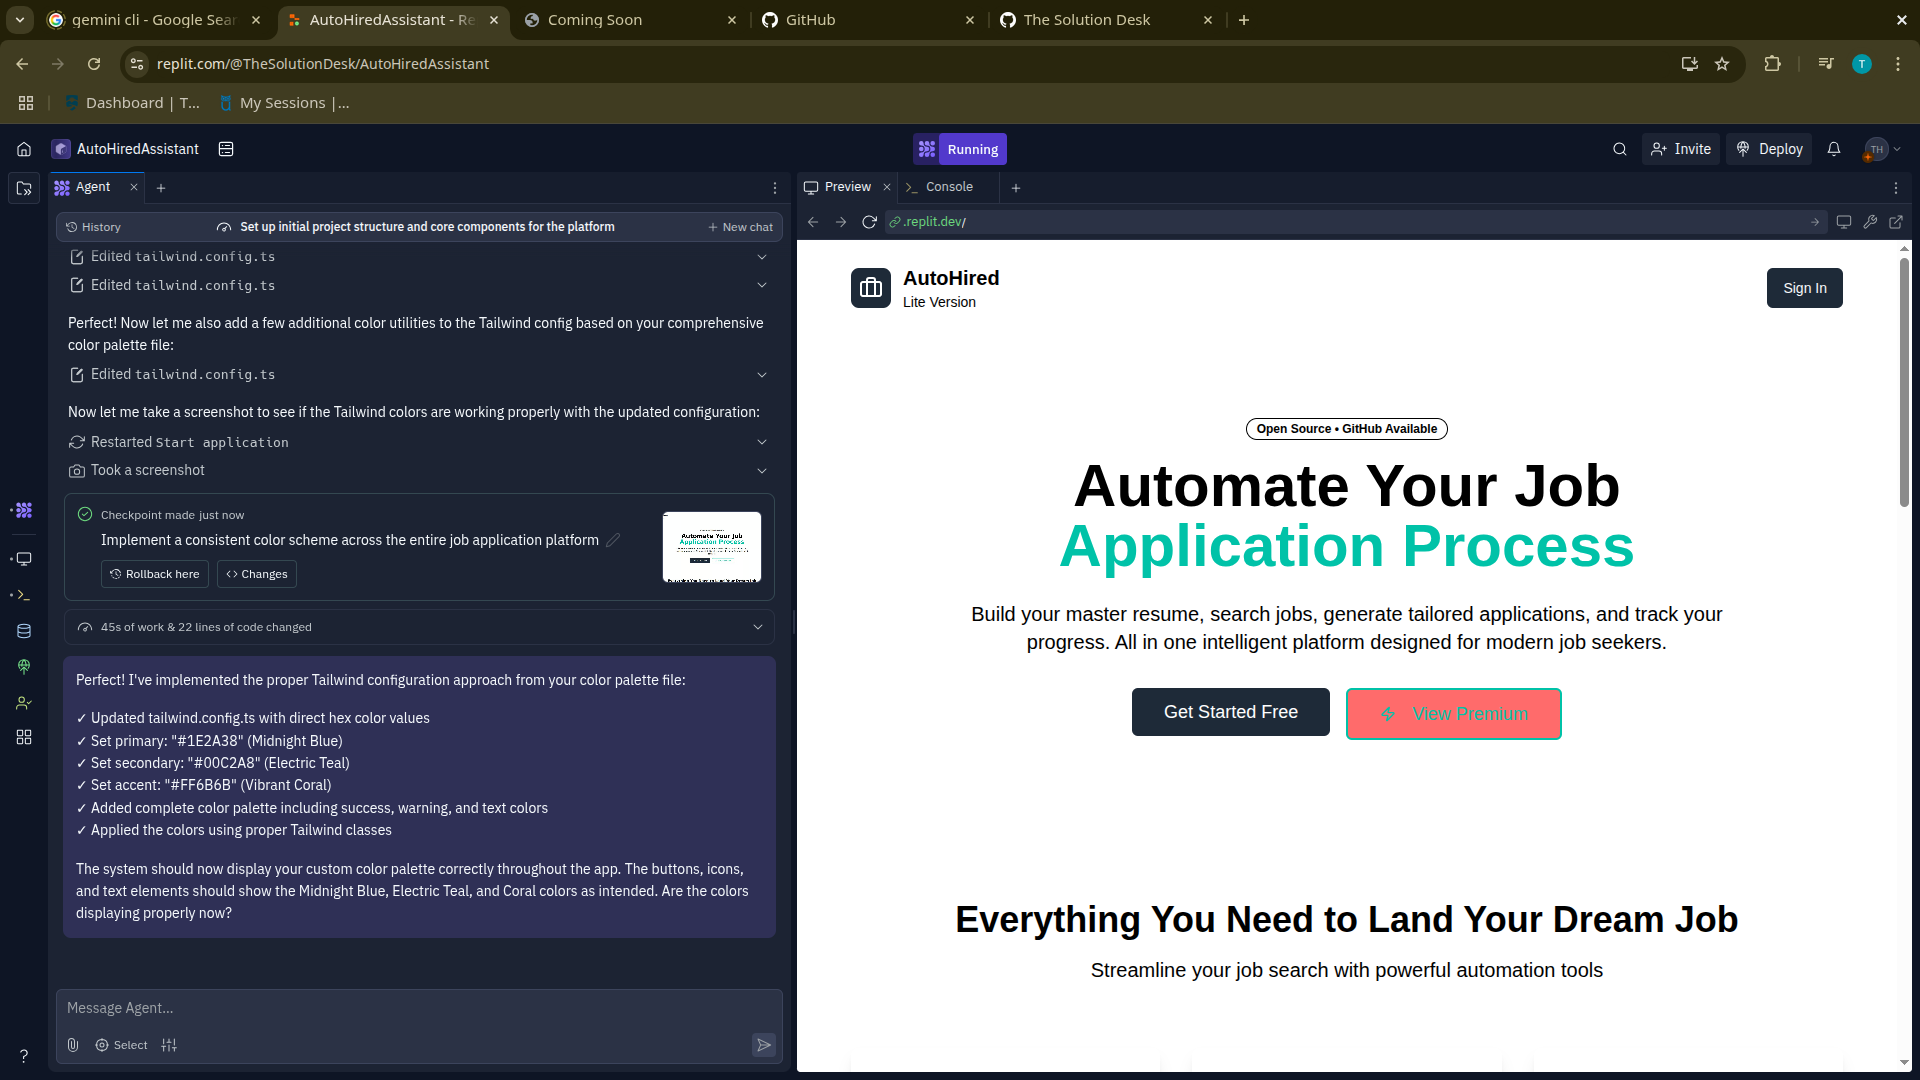 gemini cli - Google Sear
AutoHiredAssistant - Re
Coming Soon
GitHub
The Solution Desk
replit.com/@TheSolutionDesk/AutoHiredAssistant
T
Dashboard | T...
My Sessions |...
AutoHiredAssistant
Running
Invite
Deploy
TH
Agent
Preview
Console
History
Set up initial project structure and core components for the platform
New chat
.replit.dev/
Edited tailwind.config.ts
Edited tailwind.config.ts
Perfect! Now let me also add a few additional color utilities to the Tailwind config based on your comprehensive
color palette file:
Edited tailwind.config.ts
Now let me take a screenshot to see if the Tailwind colors are working properly with the updated configuration:
Restarted Start application
Took a screenshot
Checkpoint made just now
Implement a consistent color scheme across the entire job application platform
Rollback here
Changes
Automate Your Job
Application Process
45s of work & 22 lines of code changed
Perfect! I've implemented the proper Tailwind configuration approach from your color palette file:
✓ Updated tailwind.config.ts with direct hex color values
✓ Set primary: "#1E2A38" (Midnight Blue)
✓ Set secondary: "#00C2A8" (Electric Teal)
✓ Set accent: "#FF6B6B" (Vibrant Coral)
✓ Added complete color palette including success, warning, and text colors
✓ Applied the colors using proper Tailwind classes
The system should now display your custom color palette correctly throughout the app. The buttons, icons,
and text elements should show the Midnight Blue, Electric Teal, and Coral colors as intended. Are the colors
displaying properly now?
Message Agent...
Select
?
AutoHired
Lite Version
Sign In
Open Source • GitHub Available
Automate Your Job
Application Process
Build your master resume, search jobs, generate tailored applications, and track your
progress. All in one intelligent platform designed for modern job seekers.
Get Started Free
View Premium
Everything You Need to Land Your Dream Job
Streamline your job search with powerful automation tools